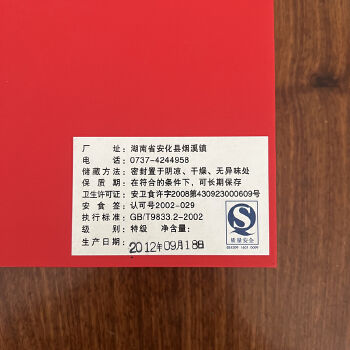 厂 址：湖南省安化县烟溪镇
电 话：0737-4244958
储藏方法：密封置于阴凉、干燥、无异味处
保 质 期：在符合的条件下，可长期保存
卫生许可证：安卫食许字2008第430923000609号
安 食 签：认可号2002-029
执行标准：GB/T9833.2-2002
级 别：特级 净含量：
生产日期：2012年09月18日
质量安全